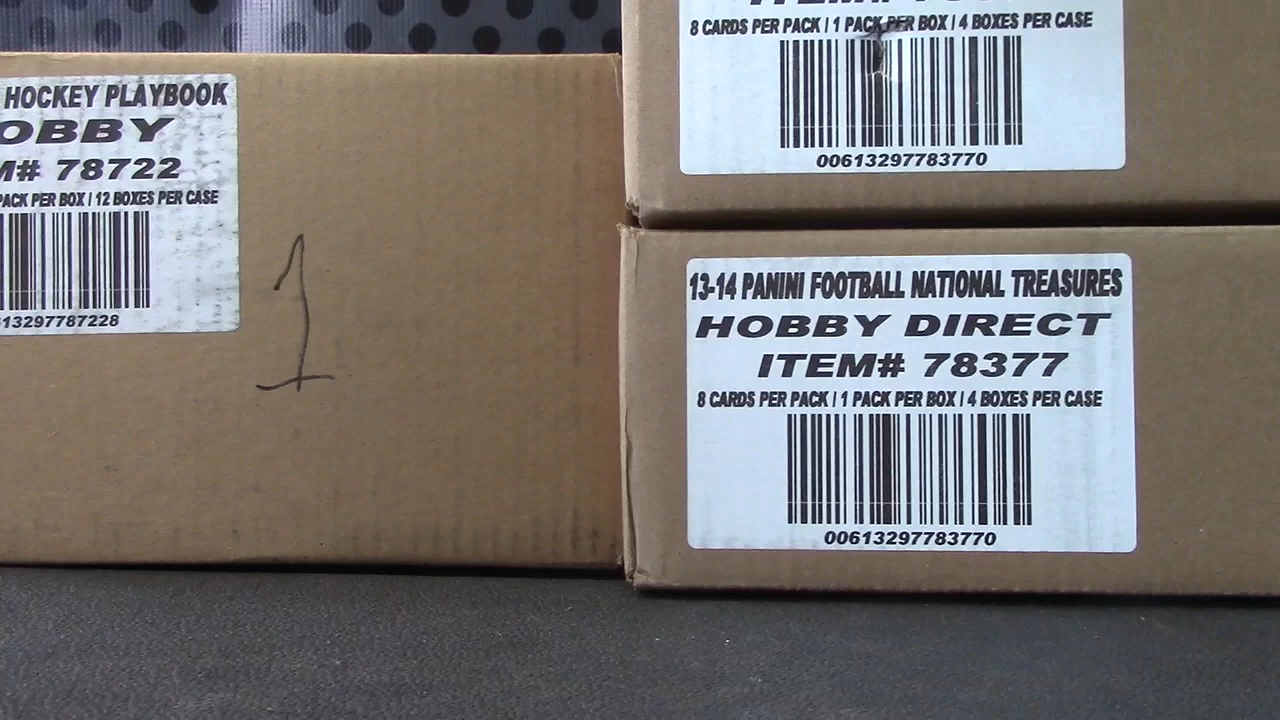 HOCKEY PLAYBOOK
OBBY
M# 78722
PACK PER BOX / 12 BOXES PER CASE
13297787228
1
8 CARDS PER PACK / 1 PACK PER BOX / 4 BOXES PER CASE
00613297783770
13-14 PANINI FOOTBALL NATIONAL TREASURES
HOBBY DIRECT
ITEM# 78377
8 CARDS PER PACK / 1 PACK PER BOX / 4 BOXES PER CASE
00613297783770